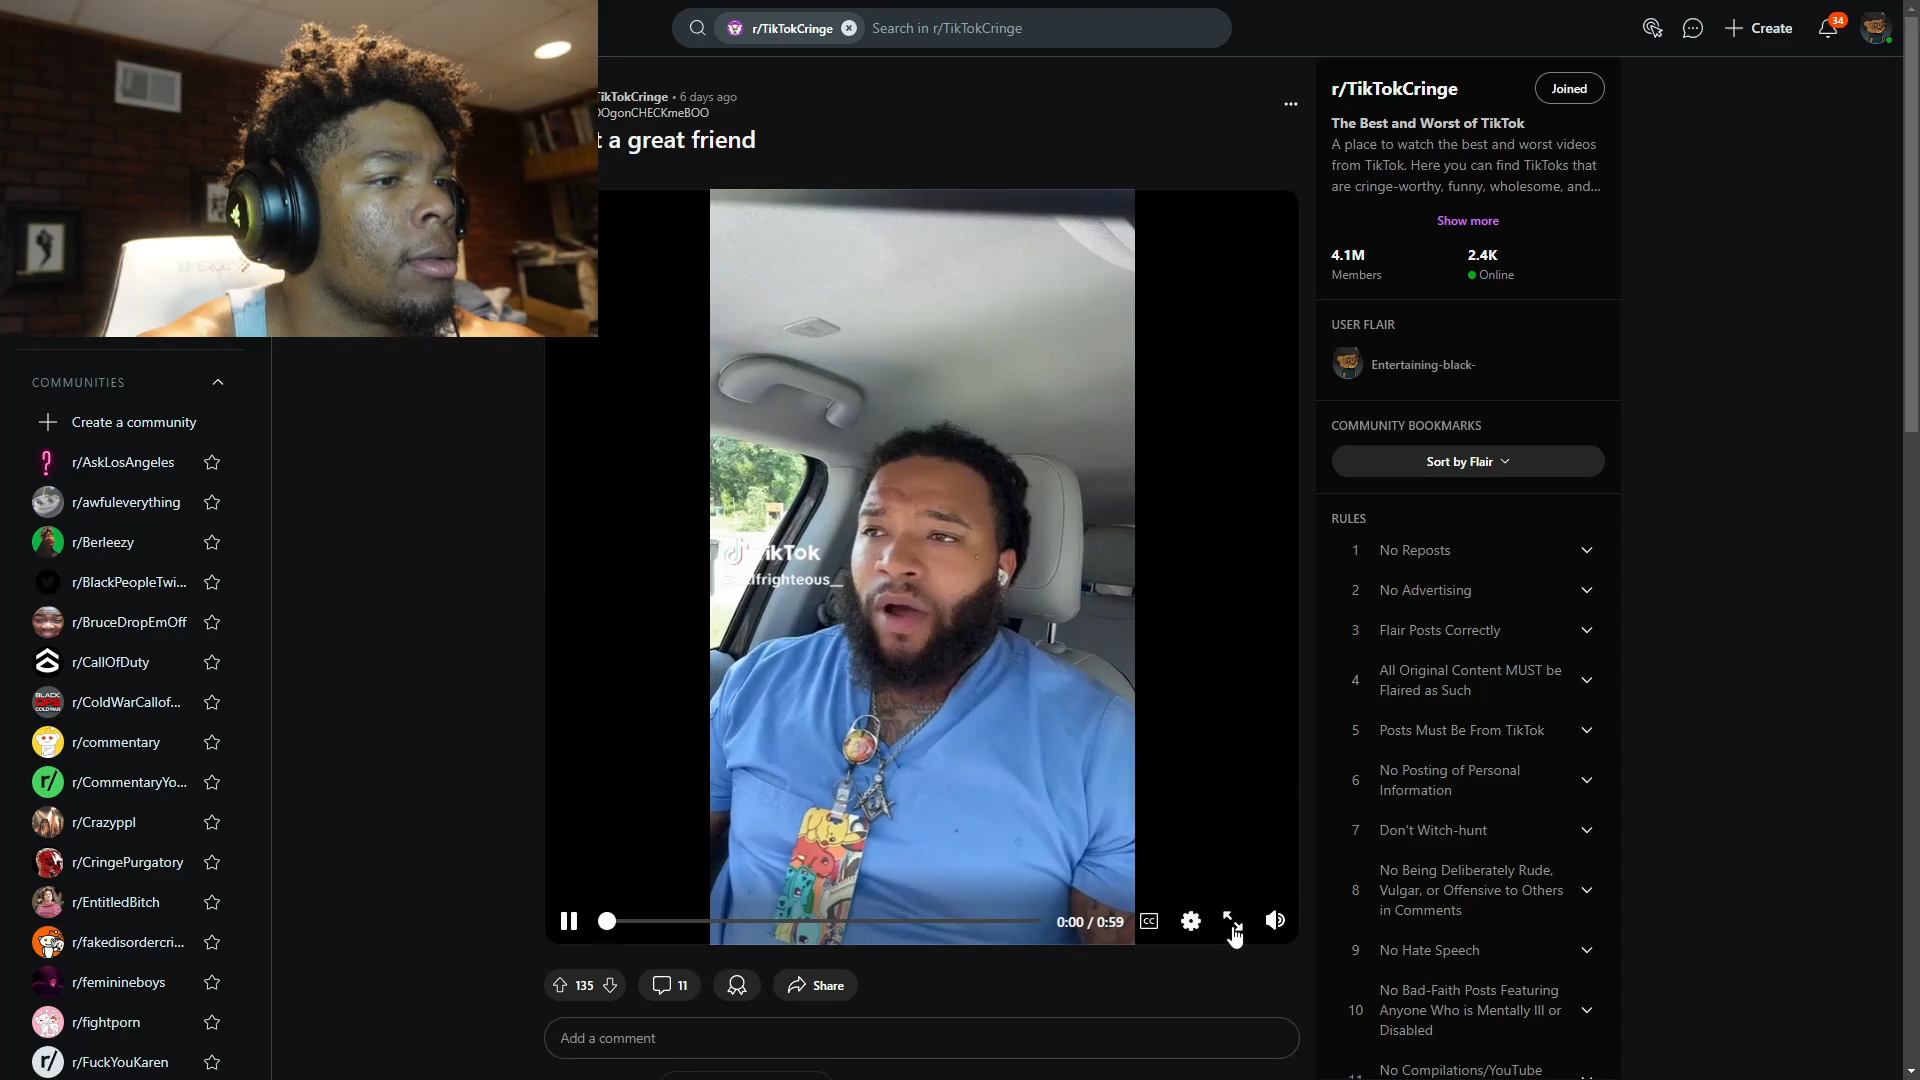 r/TikTokCringe
Search in r/TikTokCringe
Create
34
ikTokCringe • 6 days ago
OgonCHECKmeBOO
t a great friend
TikTok
frighteous__
0:00 / 0:59
CC
135
11
Share
Add a comment
COMMUNITIES
Create a community
r/AskLosAngeles
r/awfuleverything
r/Berleezy
r/BlackPeopleTwi...
r/BruceDropEmOff
r/CallOfDuty
r/ColdWarCallof...
r/commentary
r/CommentaryYo...
r/Crazyppl
r/CringePurgatory
r/EntitledBitch
r/fakedisordercri...
r/feminineboys
r/fightporn
r/FuckYouKaren
r/TikTokCringe
Joined
The Best and Worst of TikTok
A place to watch the best and worst videos
from TikTok. Here you can find TikToks that
are cringe-worthy, funny, wholesome, and...
Show more
4.1M
2.4K
Members
Online
USER FLAIR
Entertaining-black-
COMMUNITY BOOKMARKS
Sort by Flair
RULES
1 No Reposts
2 No Advertising
3 Flair Posts Correctly
4 All Original Content MUST be
Flaired as Such
5 Posts Must Be From TikTok
6 No Posting of Personal
Information
7 Don't Witch-hunt
8 No Being Deliberately Rude,
Vulgar, or Offensive to Others
in Comments
9 No Hate Speech
10 No Bad-Faith Posts Featuring
Anyone Who is Mentally Ill or
Disabled
No Compilations/YouTube